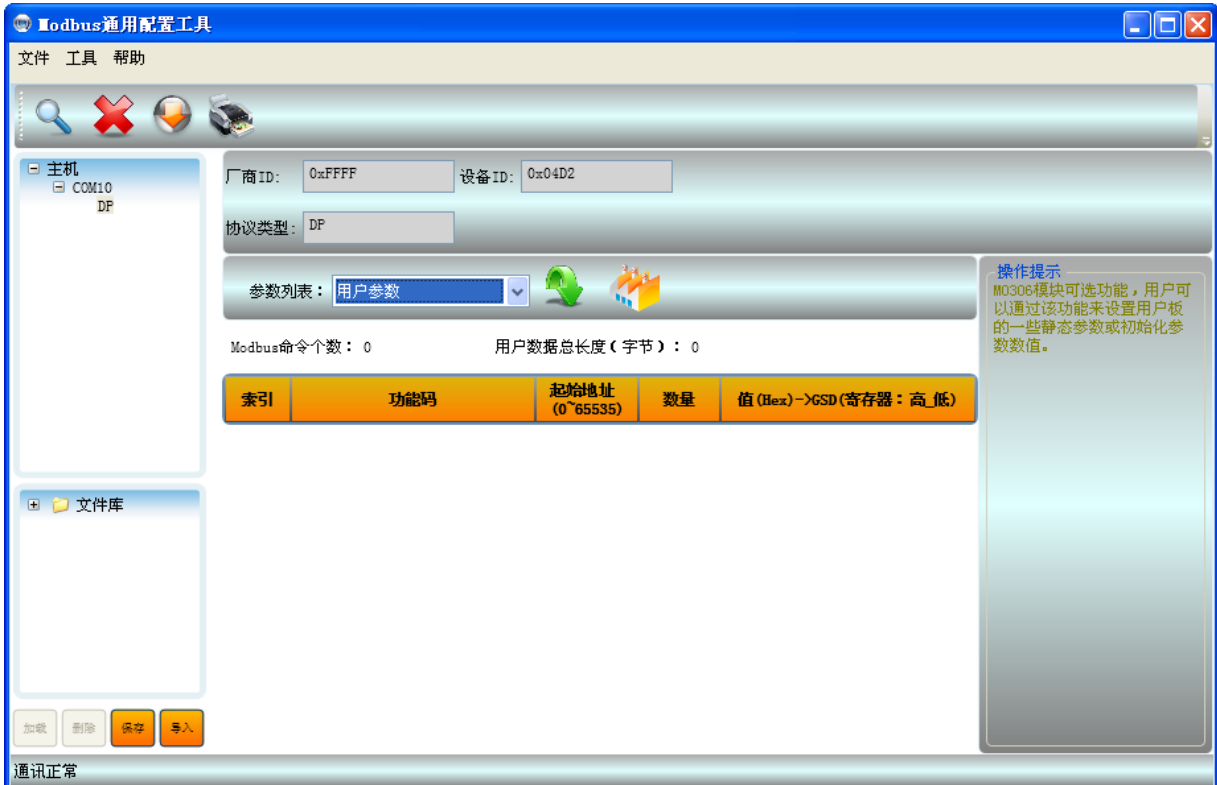 Modbus通用配置工具
文件 工具 帮助
主机
COM10
DP
厂商ID: 0xFFFF 设备ID: 0x04D2
协议类型: DP
参数列表： 用户参数
Modbus命令个数： 0 用户数据总长度(字节)： 0
索引 功能码 起始地址 数量 值(Hex)->GSD(寄存器：高_低)
(0~65535)
操作提示
M0306模块可选功能，用户可
以通过该功能来设置用户板
的一些静态参数或初始化参
数数值。
文件库
加载 删除 保存 导入
通讯正常